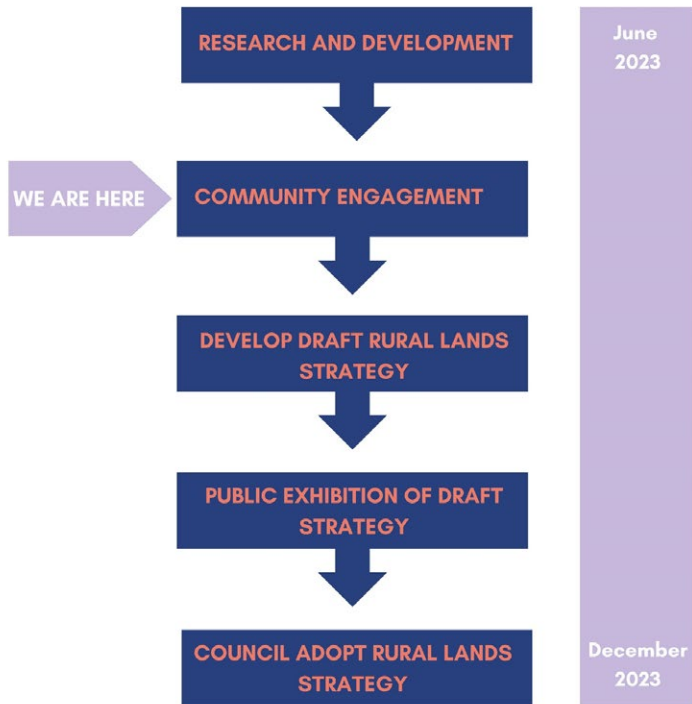 RESEARCH AND DEVELOPMENT
June
2023
WE ARE HERE
COMMUNITY ENGAGEMENT
DEVELOP DRAFT RURAL LANDS
STRATEGY
PUBLIC EXHIBITION OF DRAFT
STRATEGY
COUNCIL ADOPT RURAL LANDS
STRATEGY
December
2023